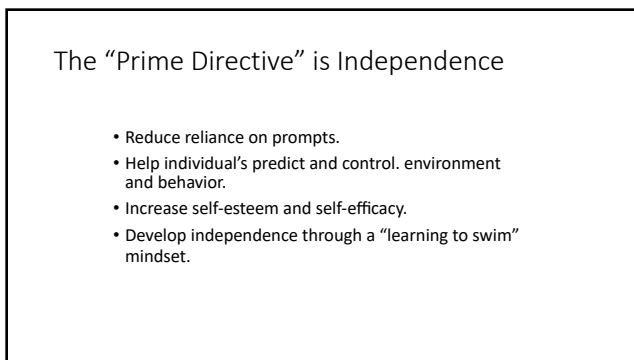 The “Prime Directive” is Independence
• Reduce reliance on prompts.
• Help individual’s predict and control. environment
and behavior.
• Increase self-esteem and self-efficacy.
• Develop independence through a “learning to swim”
mindset.